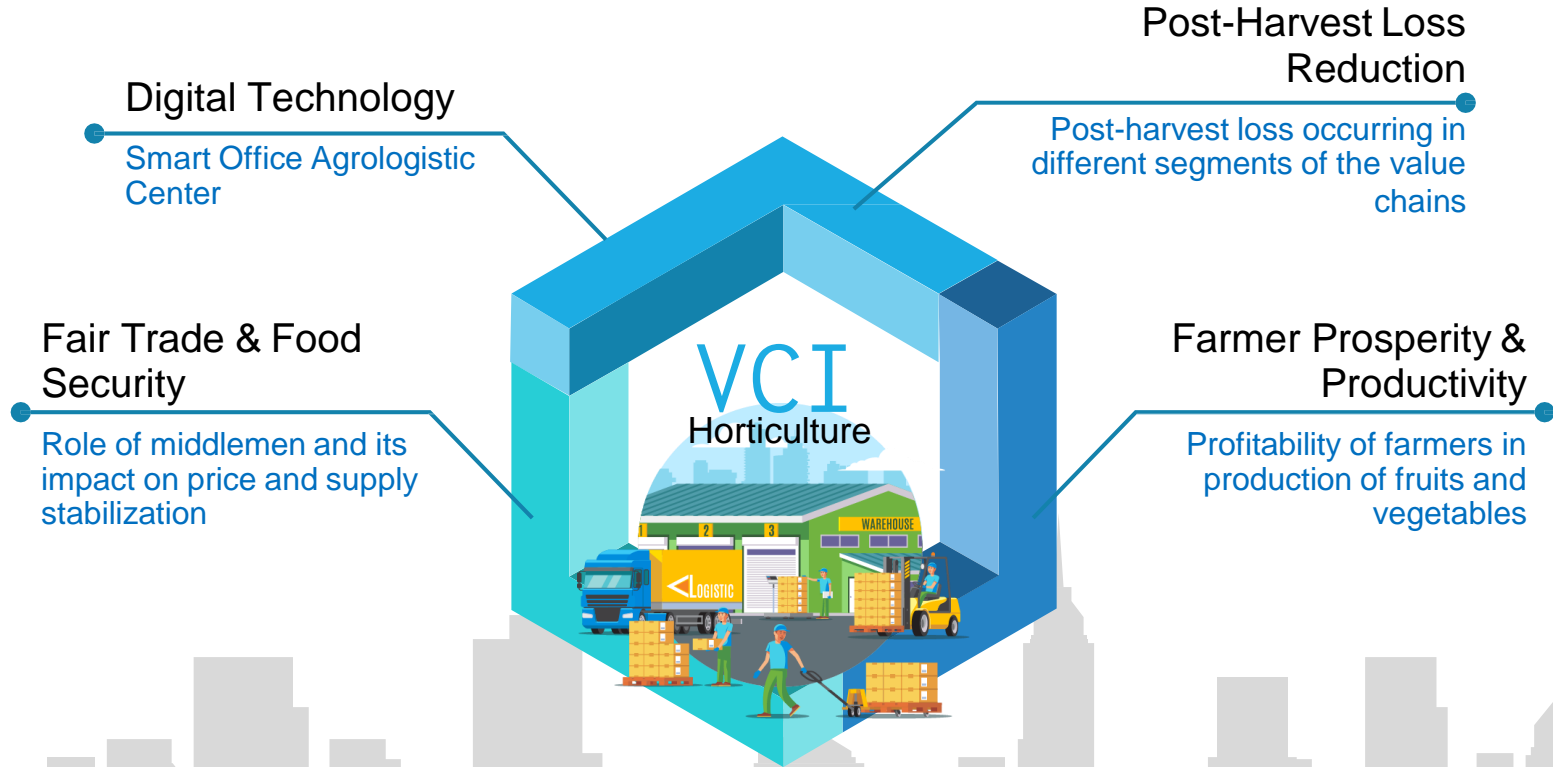 Post-Harvest Loss
Reduction
Post-harvest loss occurring in
different segments of the value
chains
Digital Technology
Smart Office Agrologistic
Center
Fair Trade & Food
Security
Role of middlemen and its
impact on price and supply
stabilization
VCI
Horticulture
Farmer Prosperity &
Productivity
Profitability of farmers in
production of fruits and
vegetables
1
2
3
WAREHOUSE
LOGISTIC